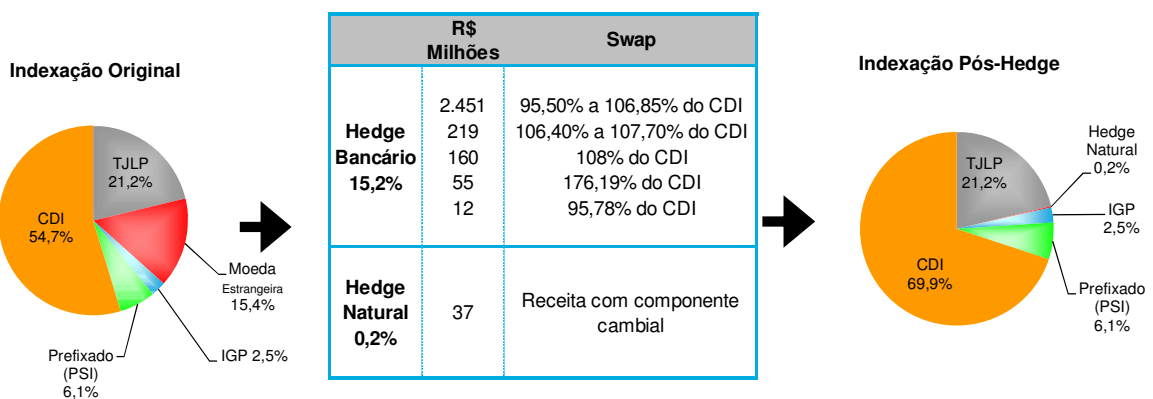 Indexação Original
TJLP
21,2%
CDI
54,7%
Moeda
Estrangeira
15,4%
IGP 2,5%
Prefixado
(PSI)
6,1%
R$
Milhões
Swap
Hedge
Bancário
15,2%
2.451
95,50% a 106,85% do CDI
219
106,40% a 107,70% do CDI
160
108% do CDI
55
176,19% do CDI
12
95,78% do CDI
Hedge
Natural
0,2%
37
Receita com componente
cambial
Indexação Pós-Hedge
Hedge
Natural
0,2%
TJLP
21,2%
IGP
2,5%
CDI
69,9%
Prefixado
(PSI)
6,1%